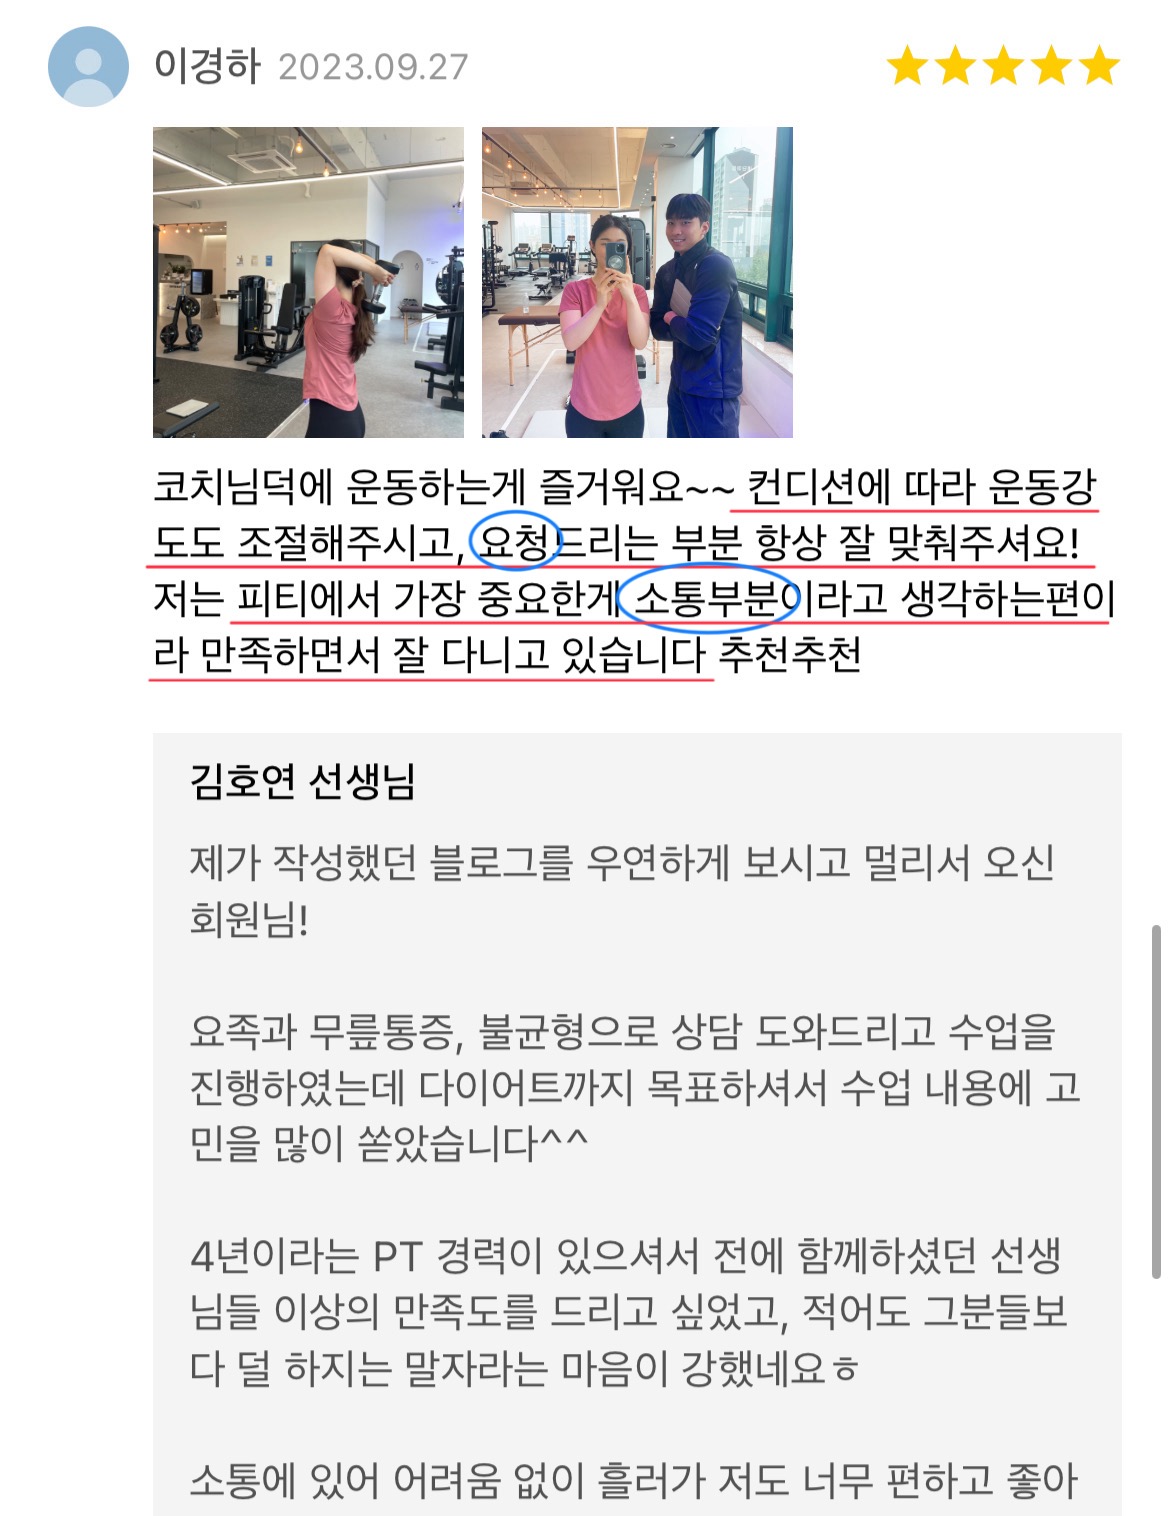 이경하 2023.09.27
코치님덕에 운동하는게 즐거워요~~ 컨디션에 따라 운동강
도도 조절해주시고, 요청드리는 부분 항상 잘 맞춰주셔요!
저는 피티에서 가장 중요한게 소통부분이라고 생각하는편이
라 만족하면서 잘 다니고 있습니다 추천추천
김호연 선생님
제가 작성했던 블로그를 우연하게 보시고 멀리서 오신
회원님!
요족과 무릎통증, 불균형으로 상담 도와드리고 수업을
진행하였는데 다이어트까지 목표하셔서 수업 내용에 고
민을 많이 쏟았습니다^^
4년이라는 PT 경력이 있으셔서 전에 함께하셨던 선생
님들 이상의 만족도를 드리고 싶었고, 적어도 그분들보
다 덜 하지는 말자라는 마음이 강했네요ㅎ
소통에 있어 어려움 없이 흘러가 저도 너무 편하고 좋아